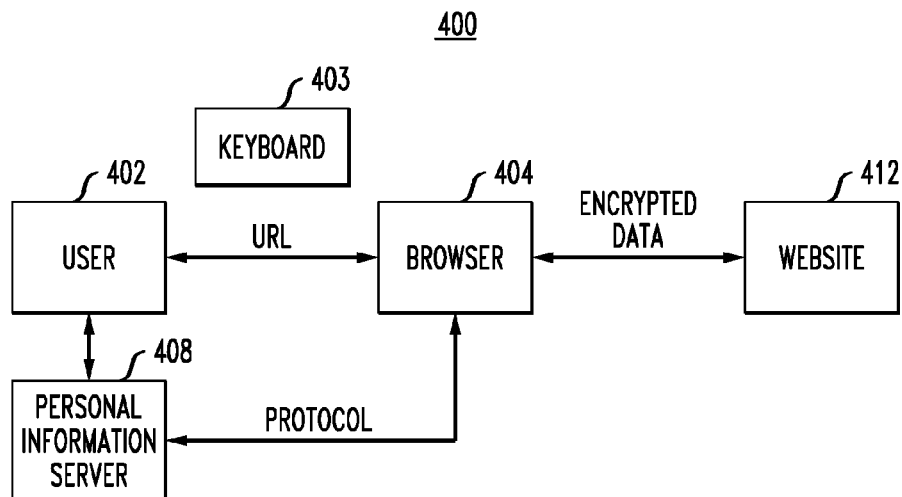 400
403
KEYBOARD
402
USER
URL
404
BROWSER
ENCRYPTED
DATA
412
WEBSITE
408
PERSONAL
INFORMATION
SERVER
PROTOCOL